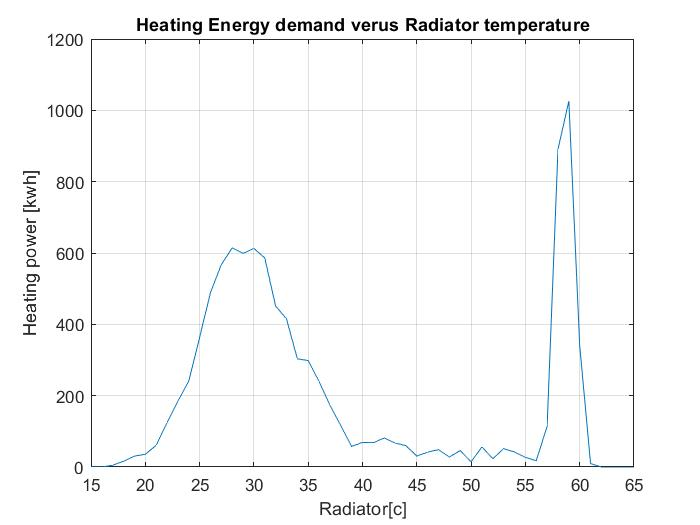 Heating Energy demand verus Radiator temperature
1200
1000
800
600
400
200
0
Heating power [kwh]
15 20 25 30 35 40 45 50 55 60 65
Radiator[c]